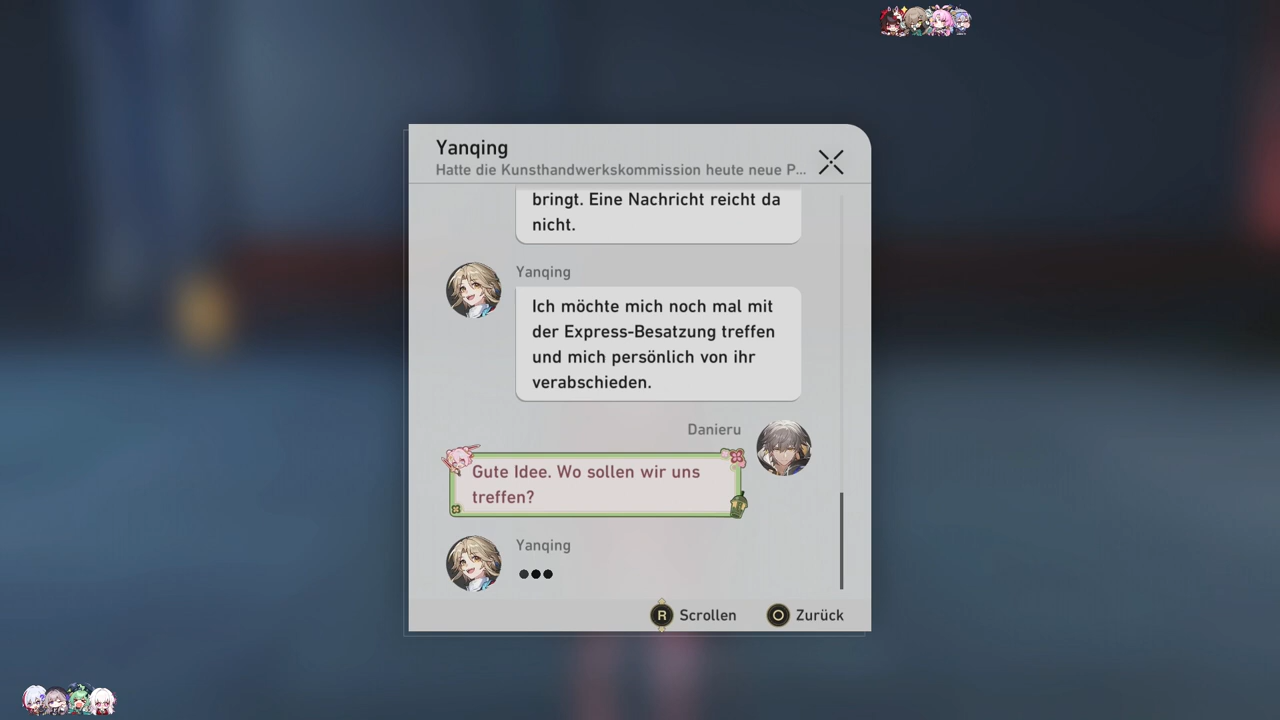 Yanqing
Hatte die Kunsthandwerkskommission heute neue P...
bringt. Eine Nachricht reicht da
nicht.
Yanqing
Ich möchte mich noch mal mit
der Express-Besatzung treffen
und mich persönlich von ihr
verabschieden.
Danieru
Gute Idee. Wo sollen wir uns
treffen?
Yanqing
R Scrollen
Zurück